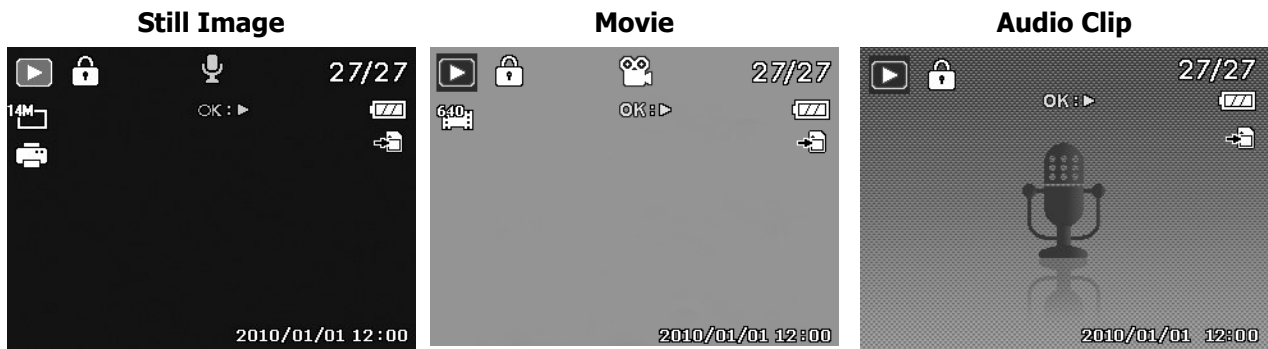 Still Image Movie Audio Clip
27/27 27/27 27/27
14M OK:▶ 640 OK:▶ OK:▶
2010/01/01 12:00 2010/01/01 12:00 2010/01/01 12:00